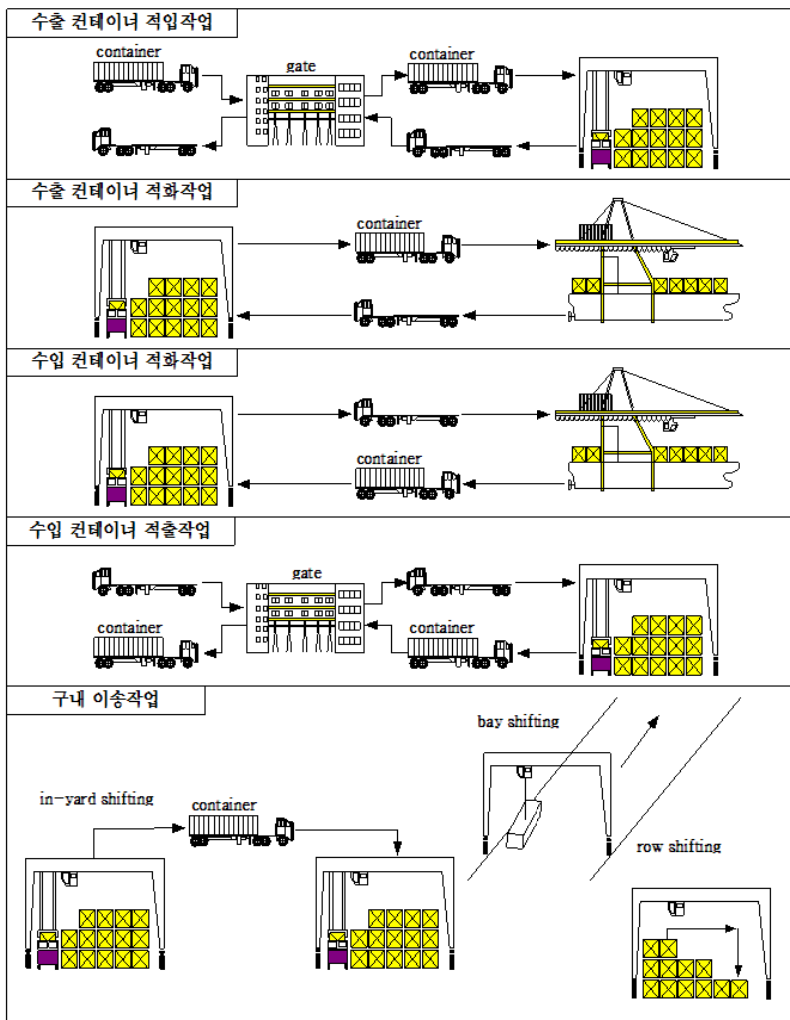 수출 컨테이너 적입작업
container
gate
container
수출 컨테이너 적화작업
container
수입 컨테이너 적화작업
container
수입 컨테이너 적출작업
gate
container
container
구내 이송작업
bay shifting
in-yard shifting
container
row shifting